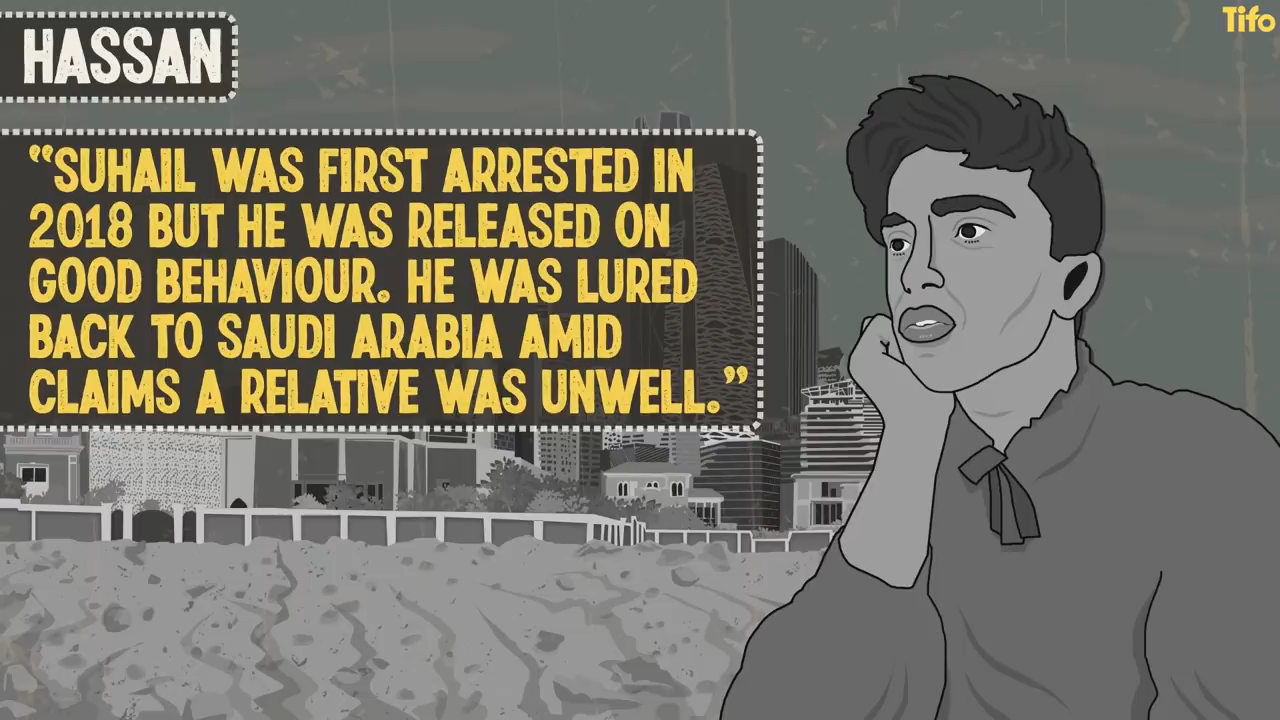 HASSAN
Tifo
“SUHAIL WAS FIRST ARRESTED IN
2018 BUT HE WAS RELEASED ON
GOOD BEHAVIOUR. HE WAS LURED
BACK TO SAUDI ARABIA AMID
CLAIMS A RELATIVE WAS UNWELL.”